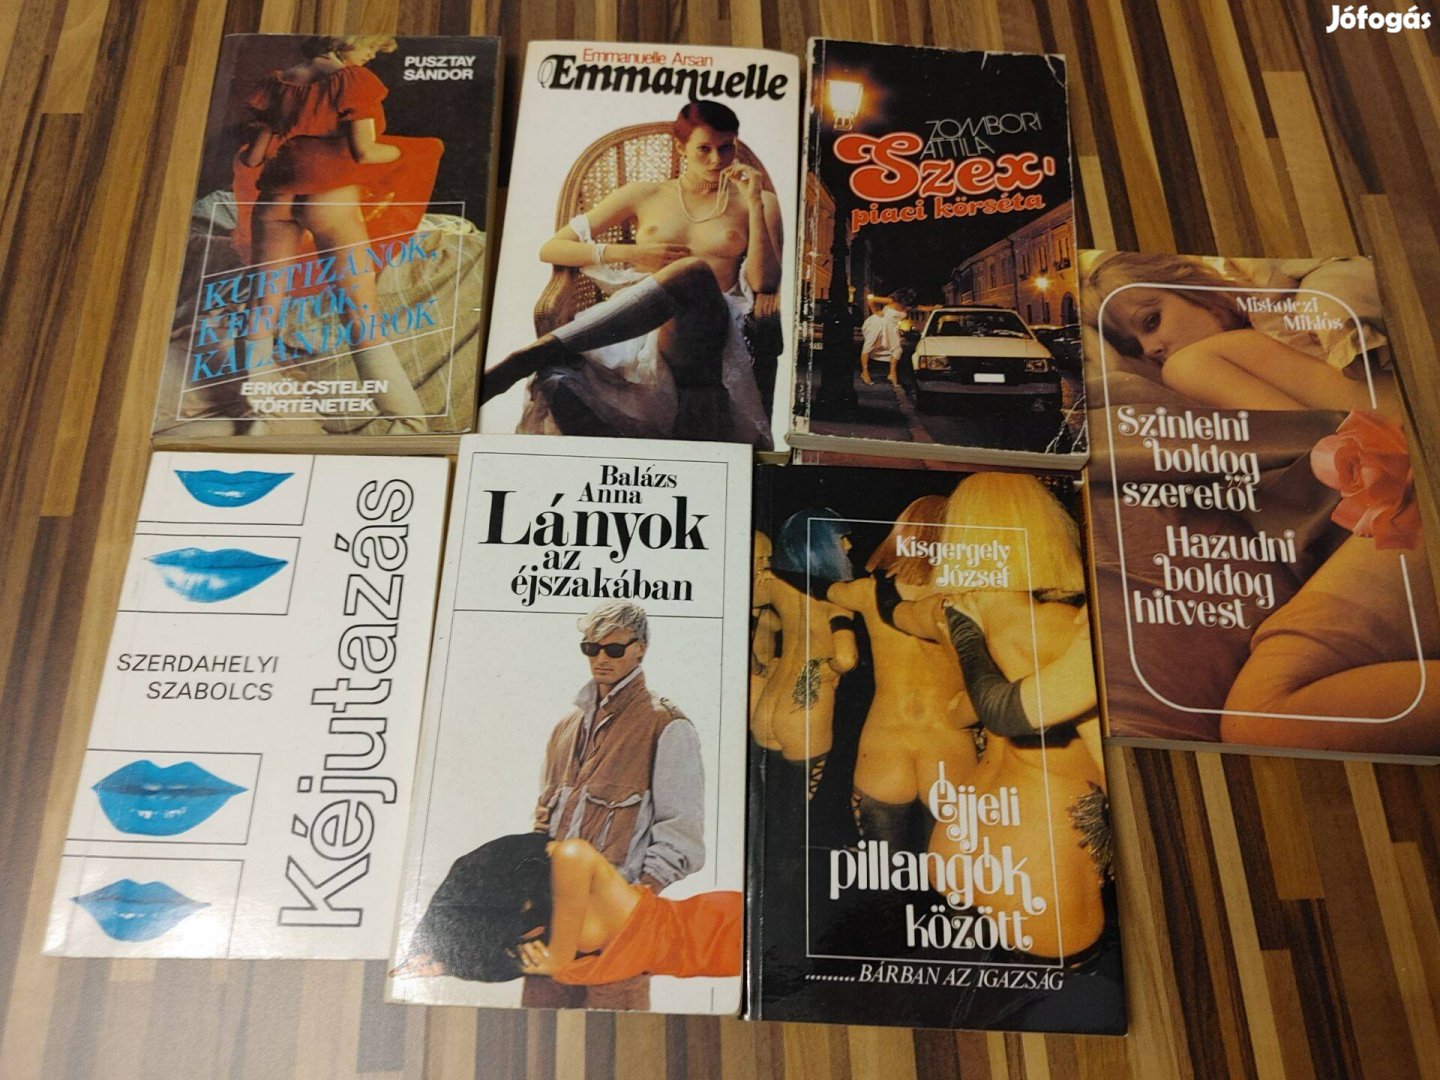 Jófogás
PUSZTAY
SÁNDOR
KURTIZÁNOK,
KERÍTŐK,
KALANDOROK
ERKÖLCSTELEN
TÖRTÉNETEK
Emmanuelle Arsan
Emmanuelle
ZOMBORI
ATTILA
Szex-
piaci körséta
Miskolczi
Miklós
Színlelni
boldog
szeretőt
Hazudni
boldog
hitvest
SZERDAHELYI
SZABOLCS
Kéjutazás
Balázs
Anna
Lányok
az
éjszakában
Kisgergely
József
éjjeli
pillangók
között
.........BÁRBAN AZ IGAZSÁG